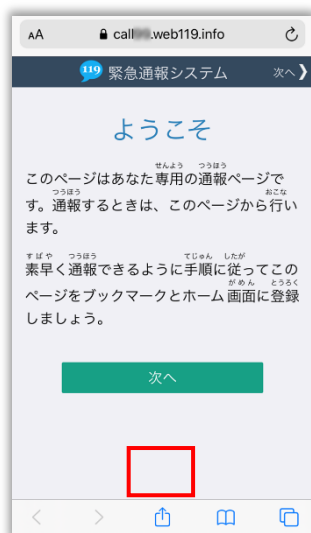 AA call .web119.info
119 緊急通報システム 次へ ❯
ようこそ
せんよう つうほう
このページはあなた専用の通報ページで
つうほう おこな
す。通報するときは、このページから行い
ます。
すばや つうほう てじゅん したが
素早く通報できるように手順に従ってこの
がめん とうろく
ページをブックマークとホーム画面に登録
しましょう。
次へ